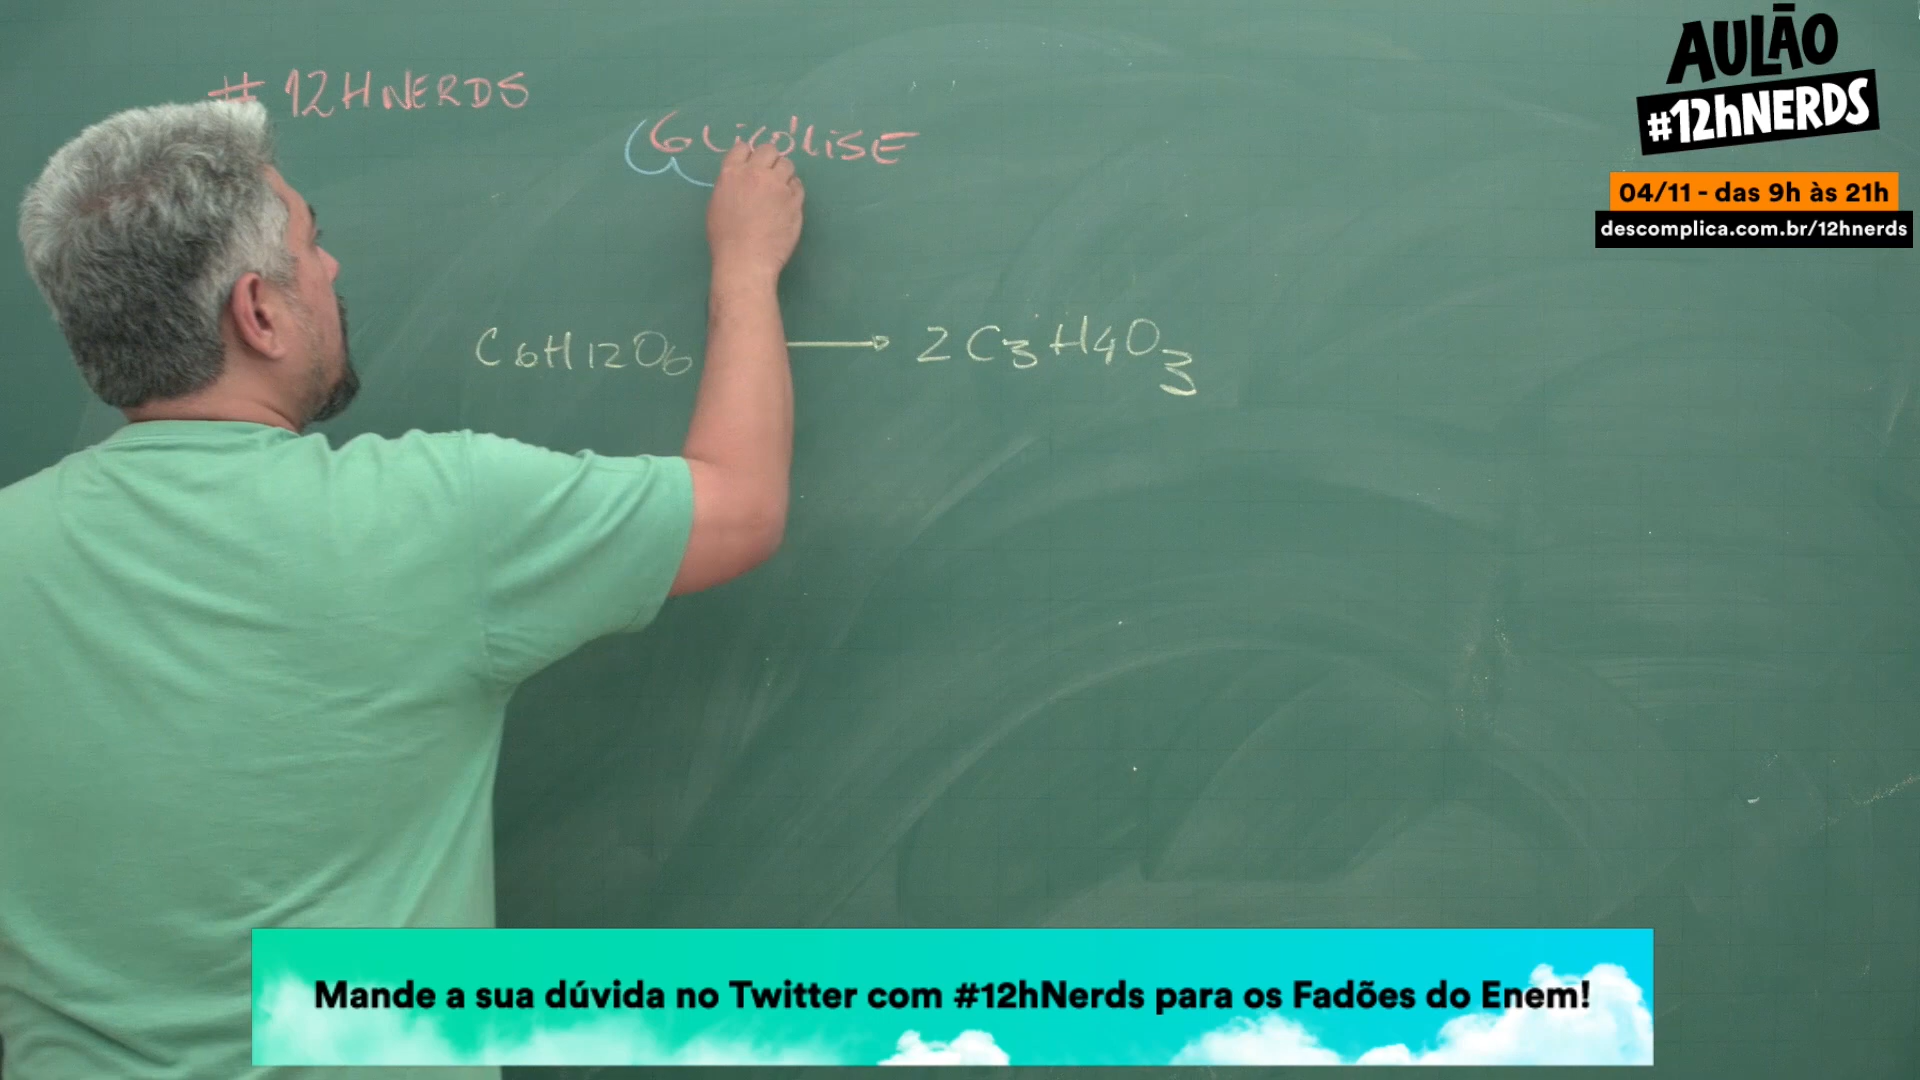 # 12HNERDS
GLICÓLISE
C6H12O6 → 2C3H4O3
AULÃO
#12hNERDS
04/11 - das 9h às 21h
descomplica.com.br/12hnerds
Mande a sua dúvida no Twitter com #12hNerds para os Fadões do Enem!